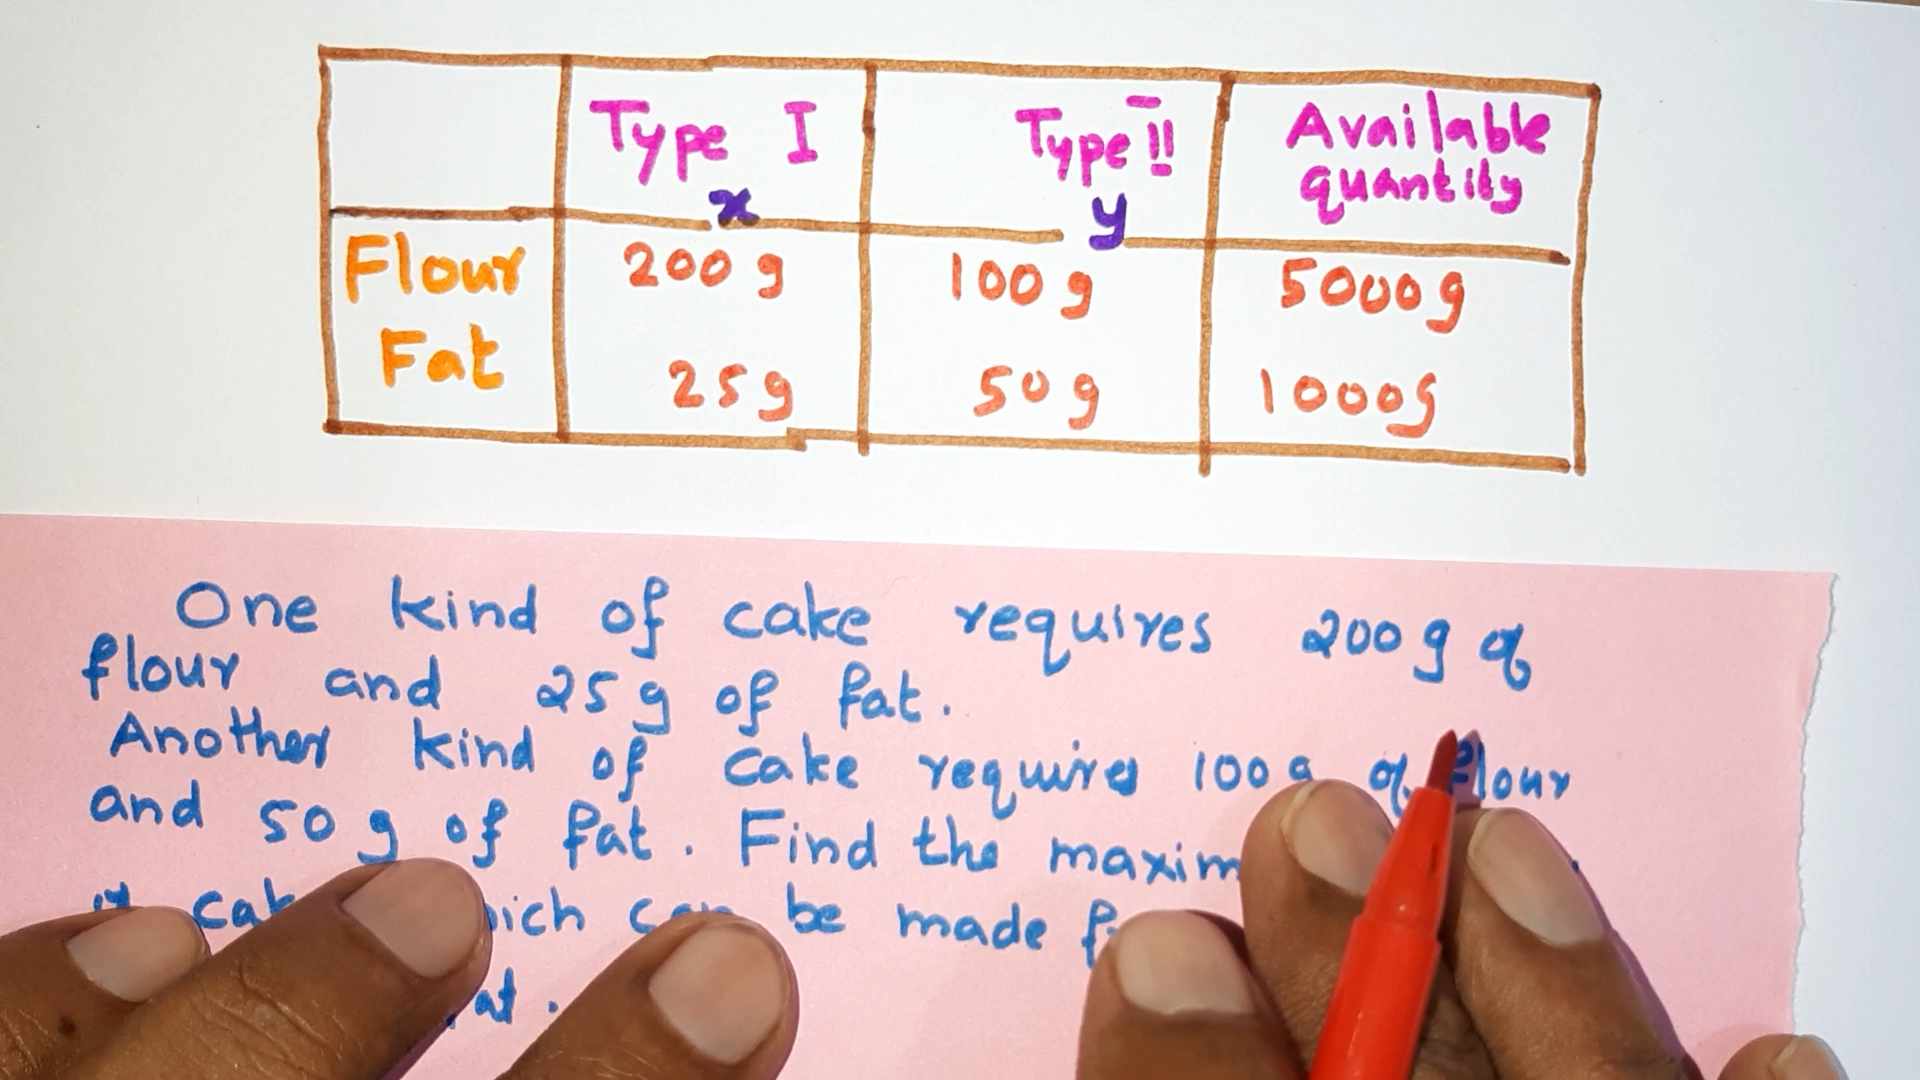 Type I Type II Available
quantity
x y
Flour 200 g 100 g 5000 g
Fat 25 g 50 g 1000 g
One kind of cake requires 200 g of
flour and 25 g of fat.
Another kind of cake requires 100 g of flour
and 50 g of fat. Find the
be made